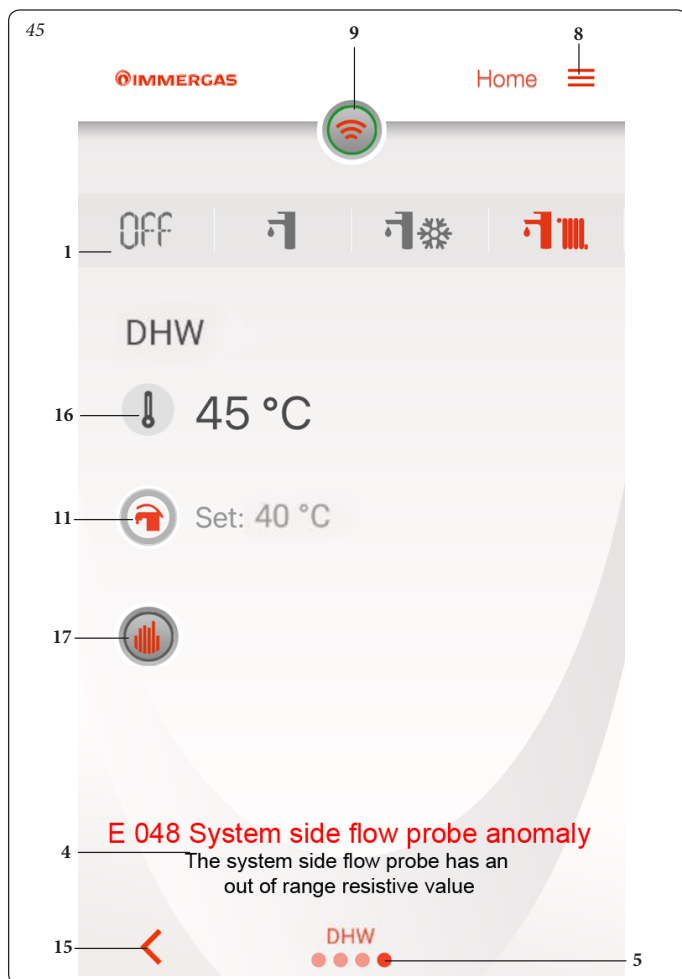 45
9
8
IMMERGAS
Home
OFF
1
DHW
16
45 °C
11
Set: 40 °C
17
E 048 System side flow probe anomaly
4
The system side flow probe has an
out of range resistive value
15
DHW
5